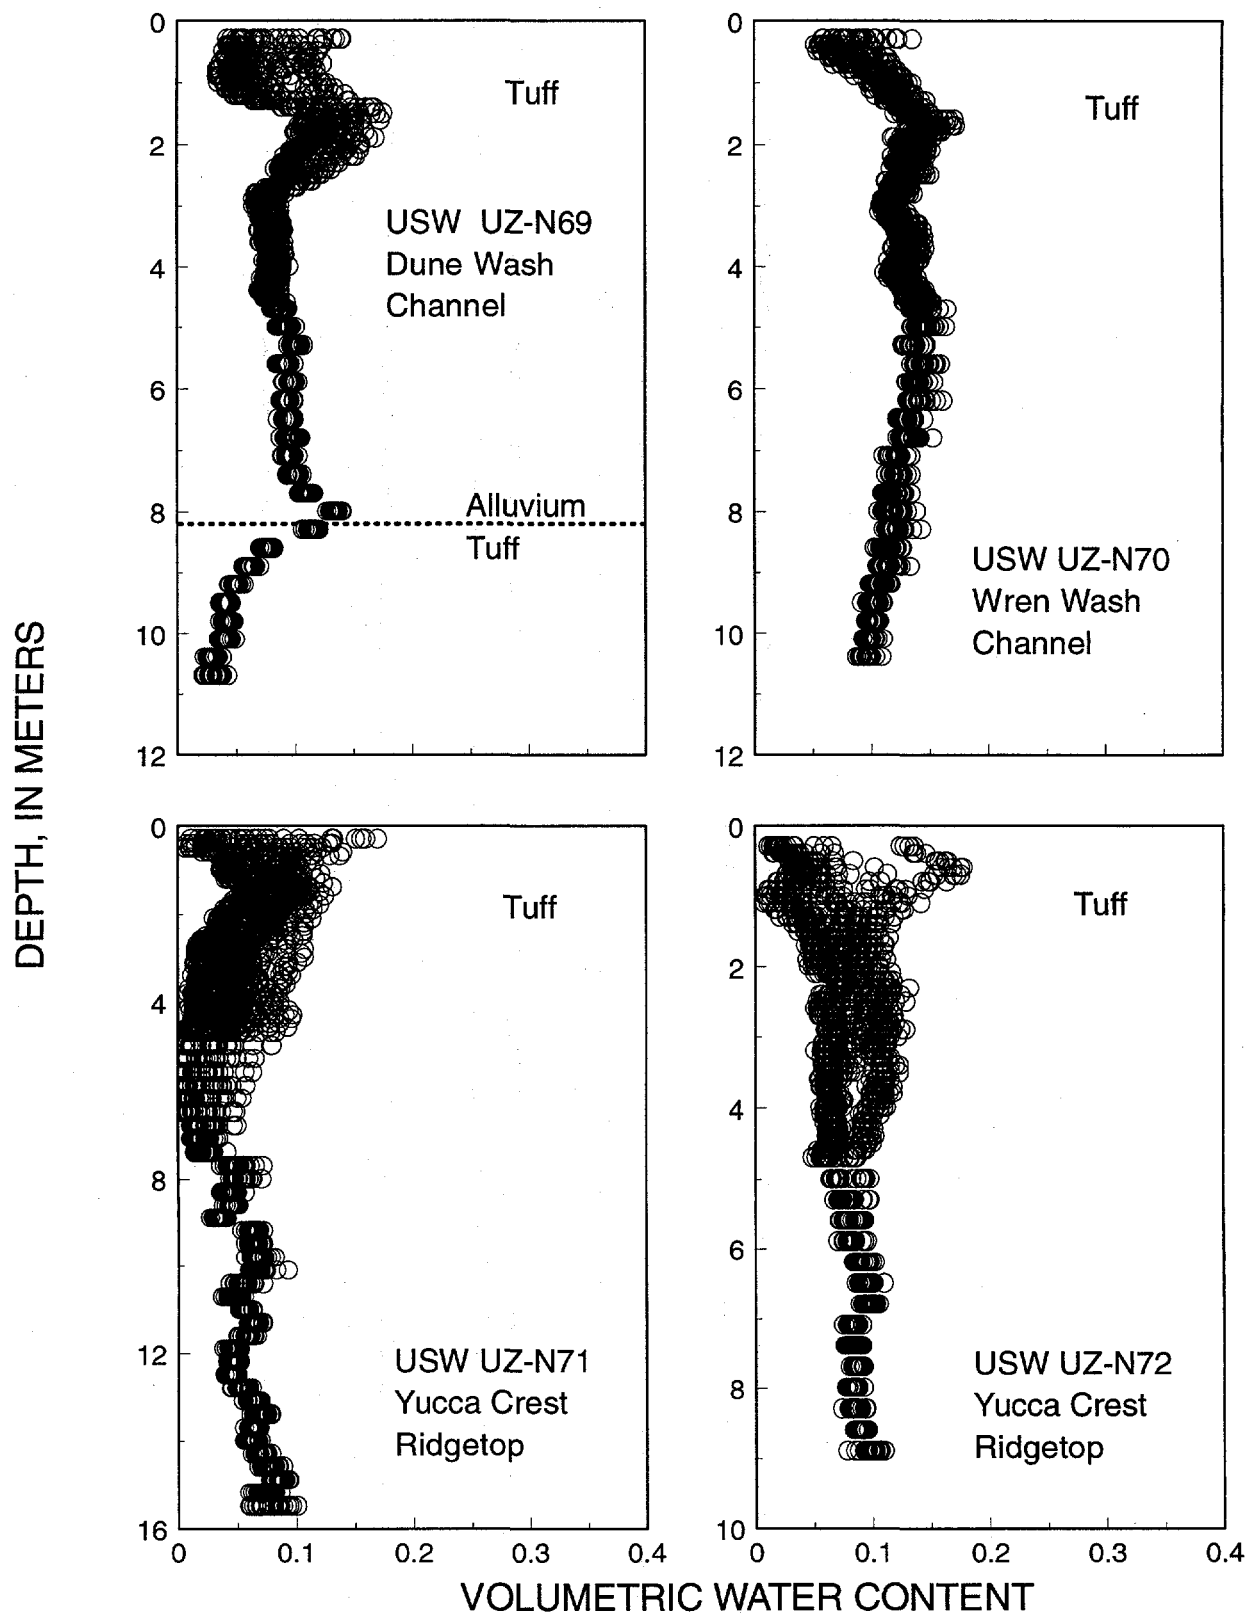 0
2
4
6
8
10
12
Tuff
USW UZ-N69
Dune Wash
Channel
Alluvium
Tuff
0
2
4
6
8
10
12
Tuff
USW UZ-N70
Wren Wash
Channel
DEPTH, IN METERS
0
4
8
12
16
Tuff
USW UZ-N71
Yucca Crest
Ridgetop
0 0.1 0.2 0.3 0.4
0
2
4
6
8
10
Tuff
USW UZ-N72
Yucca Crest
Ridgetop
0 0.1 0.2 0.3 0.4
VOLUMETRIC WATER CONTENT